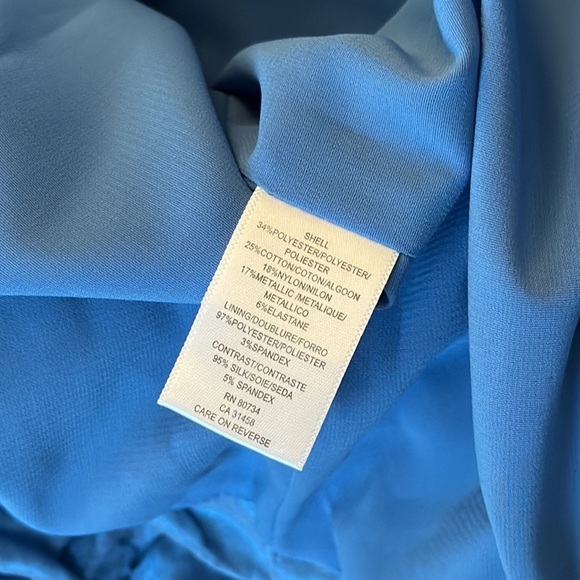 SHELL
34%POLYESTER/POLYESTER/
POLIESTER
25%COTTON/COTON/ALGOON
18%NYLON/NILON
17%METALLIC /METALIQUE/
METALLICO
6%ELASTANE
LINING/DOUBLURE/FORRO
97%POLYESTER/POLIESTER
3%SPANDEX
CONTRAST/CONTRASTE
95% SILK/SOIE/SEDA
5% SPANDEX
RN 80734
CA 31458
CARE ON REVERSE